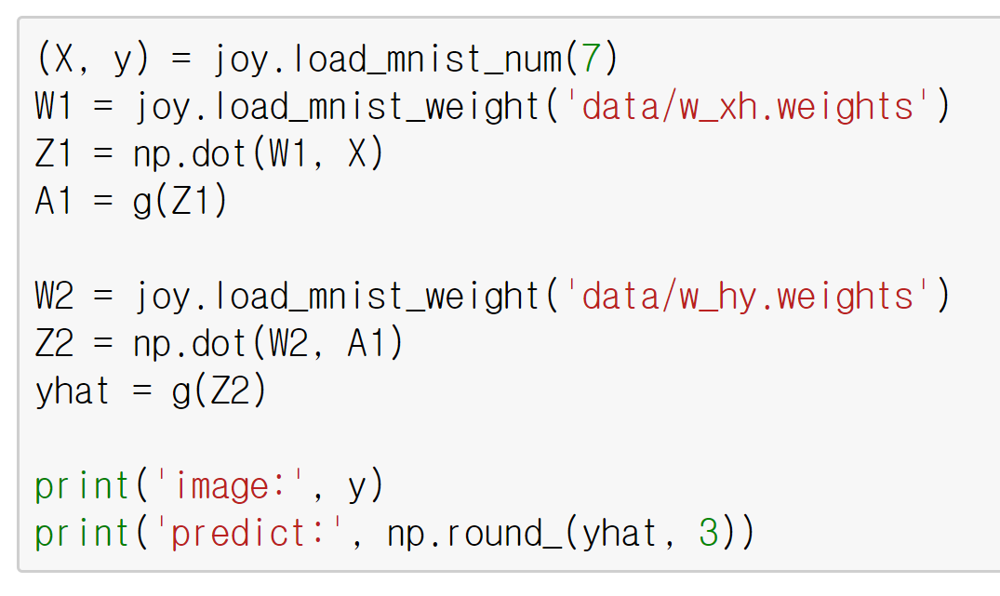 (X, y) = joy.load_mnist_num(7)
W1 = joy.load_mnist_weight('data/w_xh.weights')
Z1 = np.dot(W1, X)
A1 = g(Z1)
W2 = joy.load_mnist_weight('data/w_hy.weights')
Z2 = np.dot(W2, A1)
yhat = g(Z2)
print('image:', y)
print('predict:', np.round_(yhat, 3))